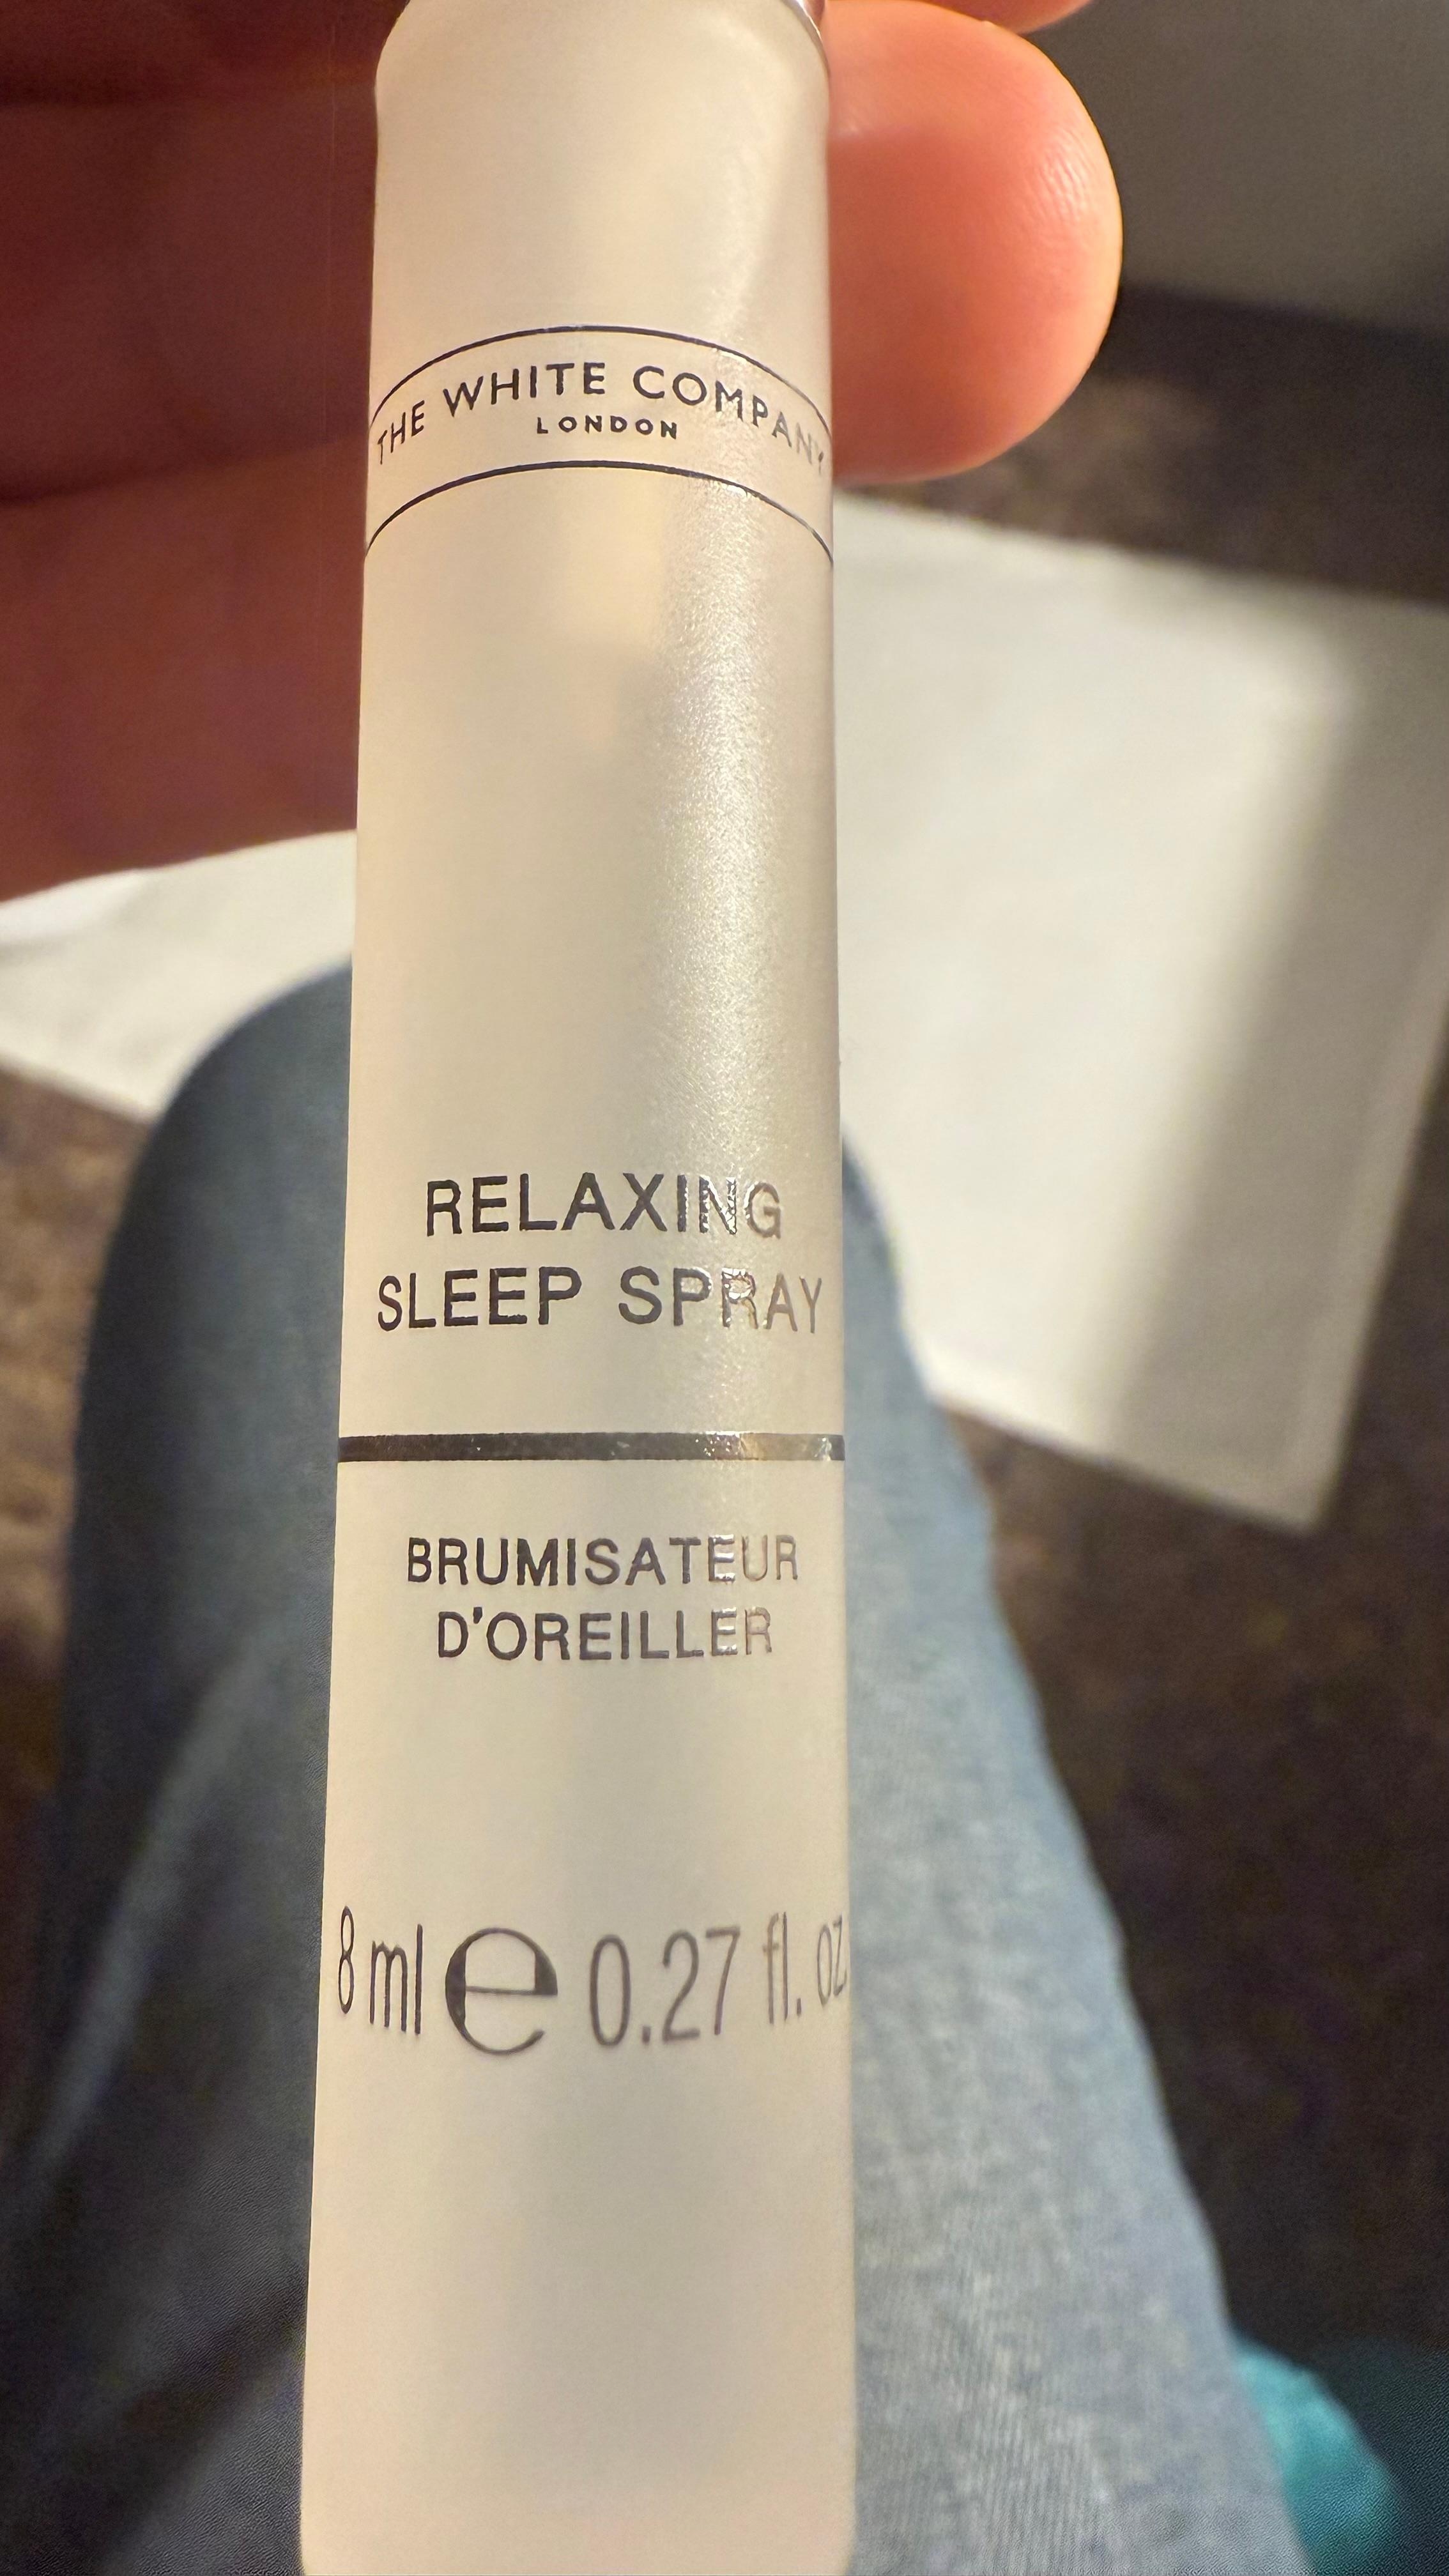 THE WHITE COMPANY
LONDON
RELAXING
SLEEP SPRAY
BRUMISATEUR
D'OREILLER
8 ml e 0.27 fl. oz.